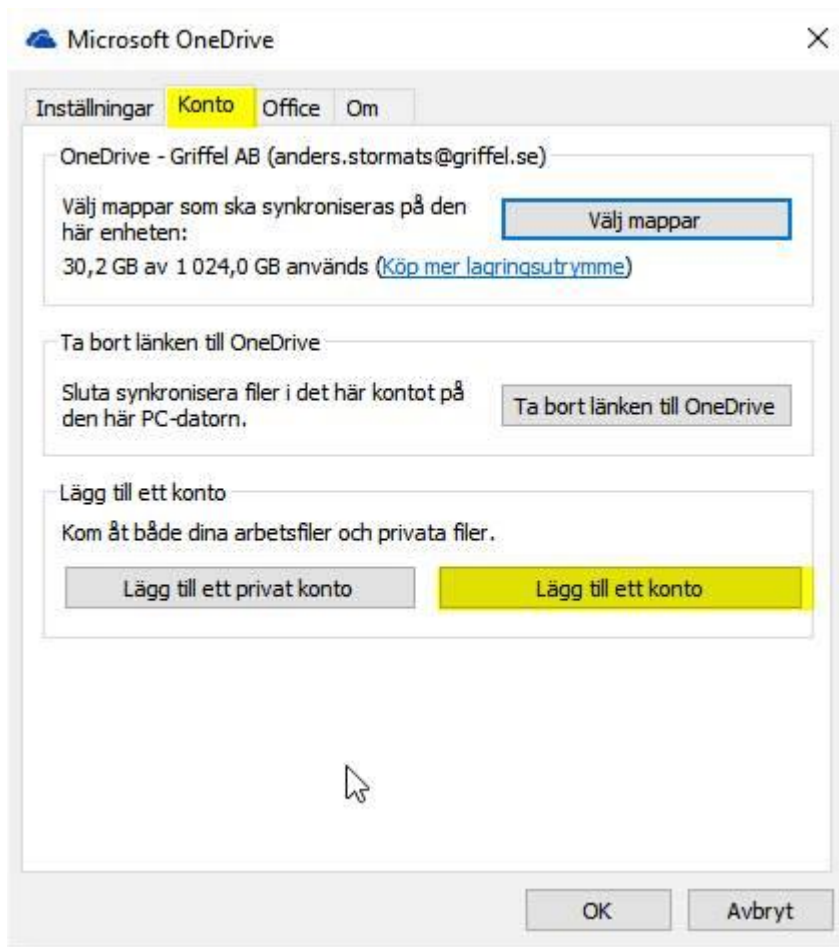 Microsoft OneDrive
Inställningar Konto Office Om
OneDrive - Griffel AB (anders.stormats@griffel.se)
Välj mappar som ska synkroniseras på den
här enheten:
Välj mappar
30,2 GB av 1 024,0 GB används (Köp mer lagringsutrymme)
Ta bort länken till OneDrive
Sluta synkronisera filer i det här kontot på
den här PC-datorn.
Ta bort länken till OneDrive
Lägg till ett konto
Kom åt både dina arbetsfiler och privata filer.
Lägg till ett privat konto Lägg till ett konto
OK Avbryt